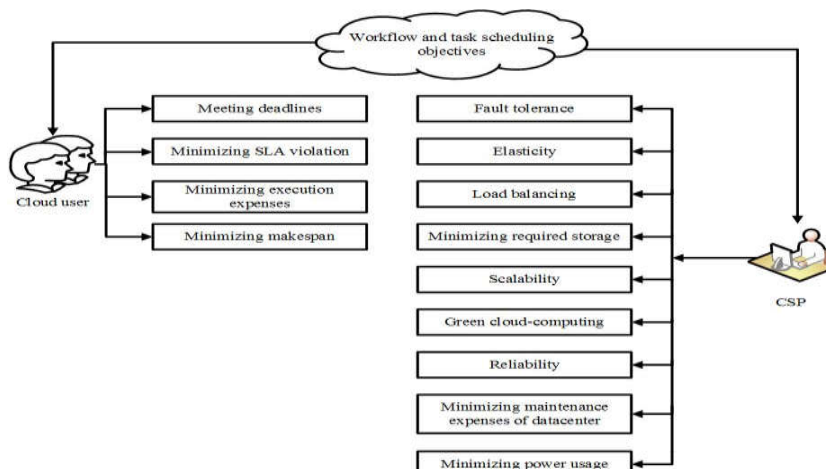 Workflow and task scheduling
objectives
Meeting deadlines
Minimizing SLA violation
Minimizing execution
expenses
Minimizing makespan
Cloud user
Fault tolerance
Elasticity
Load balancing
Minimizing required storage
Scalability
Green cloud-computing
Reliability
Minimizing maintenance
expenses of datacenter
Minimizing power usage
CSP